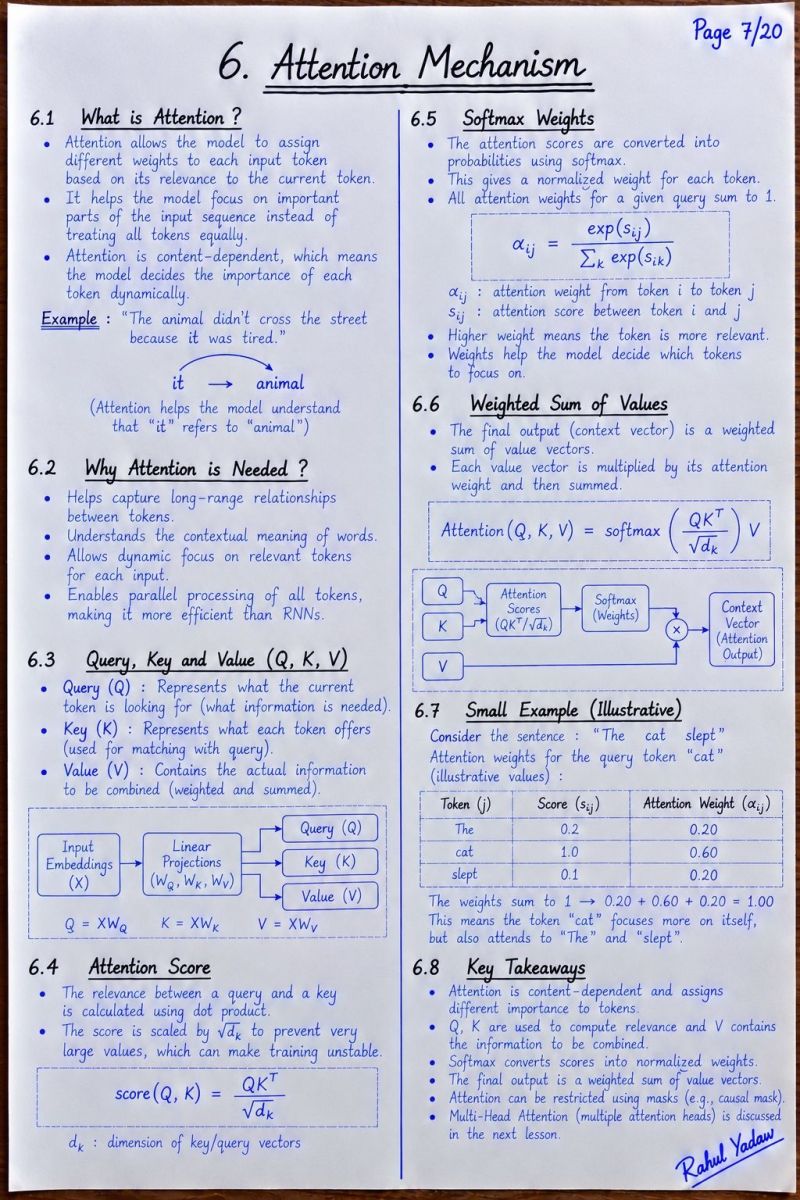 Page 7/20
6. Attention Mechanism
6.1 What is Attention ?
• Attention allows the model to assign
different weights to each input token
based on its relevance to the current token.
• It helps the model focus on important
parts of the input sequence instead of
treating all tokens equally.
• Attention is content-dependent, which means
the model decides the importance of each
token dynamically.
Example : "The animal didn't cross the street
because it was tired."
it → animal
(Attention helps the model understand
that "it" refers to "animal")
6.2 Why Attention is Needed ?
• Helps capture long-range relationships
between tokens.
• Understands the contextual meaning of words.
• Allows dynamic focus on relevant tokens
for each input.
• Enables parallel processing of all tokens,
making it more efficient than RNNs.
6.3 Query, Key and Value (Q, K, V)
• Query (Q) : Represents what the current
token is looking for (what information is needed).
• Key (K) : Represents what each token offers
(used for matching with query).
• Value (V) : Contains the actual information
to be combined (weighted and summed).
Input
Embeddings
(X)
Linear
Projections
(W_Q, W_K, W_V)
Query (Q)
Key (K)
Value (V)
Q = XW_Q K = XW_K V = XW_V
6.4 Attention Score
• The relevance between a query and a key
is calculated using dot product.
• The score is scaled by √d_k to prevent very
large values, which can make training unstable.
score(Q, K) = QK^T / √d_k
d_k : dimension of key/query vectors
6.5 Softmax Weights
• The attention scores are converted into
probabilities using softmax.
• This gives a normalized weight for each token.
• All attention weights for a given query sum to 1.
α_ij = exp(s_ij) / Σ_k exp(s_ik)
α_ij : attention weight from token i to token j
s_ij : attention score between token i and j
• Higher weight means the token is more relevant.
• Weights help the model decide which tokens
to focus on.
6.6 Weighted Sum of Values
• The final output (context vector) is a weighted
sum of value vectors.
• Each value vector is multiplied by its attention
weight and then summed.
Attention(Q, K, V) = softmax(QK^T / √d_k) V
Q
K
V
Attention
Scores
(QK^T/√d_k)
Softmax
(Weights)
×
Context
Vector
(Attention
Output)
6.7 Small Example (Illustrative)
Consider the sentence : "The cat slept"
Attention weights for the query token "cat"
(illustrative values) :
Token (j) Score (s_ij) Attention Weight (α_ij)
The 0.2 0.20
cat 1.0 0.60
slept 0.1 0.20
The weights sum to 1 → 0.20 + 0.60 + 0.20 = 1.00
This means the token "cat" focuses more on itself,
but also attends to "The" and "slept".
6.8 Key Takeaways
• Attention is content-dependent and assigns
different importance to tokens.
• Q, K are used to compute relevance and V contains
the information to be combined.
• Softmax converts scores into normalized weights.
• The final output is a weighted sum of value vectors.
• Attention can be restricted using masks (e.g., causal mask).
• Multi-Head Attention (multiple attention heads) is discussed
in the next lesson.
Rahul Yadaw